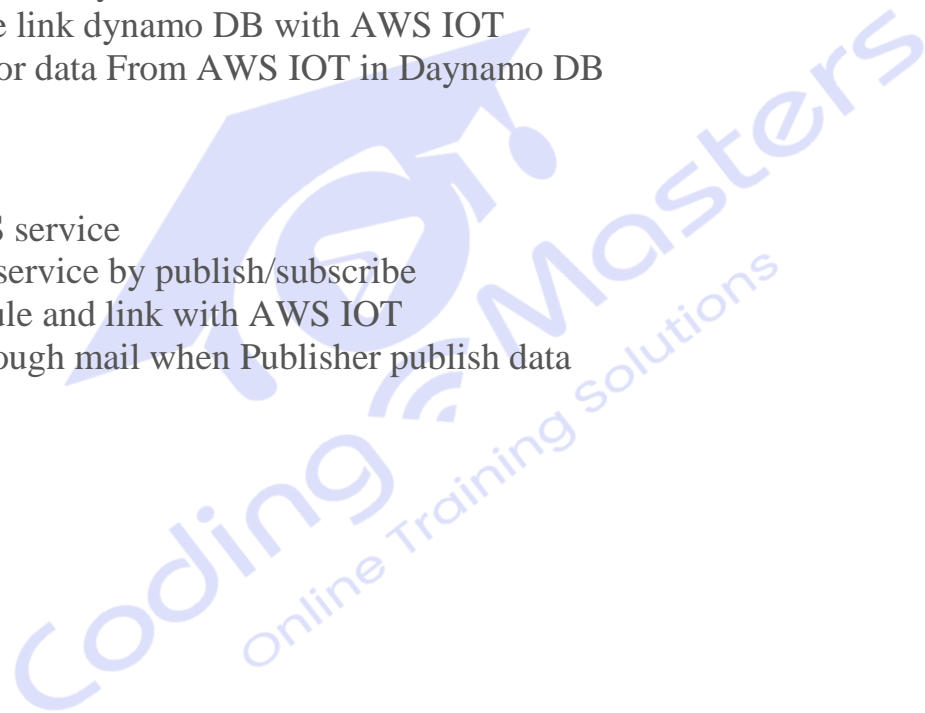 e link dynamo DB with AWS IOT
or data From AWS IOT in Daynamo DB
S service
service by publish/subscribe
ule and link with AWS IOT
ough mail when Publisher publish data
Coding Masters
Online Training Solutions